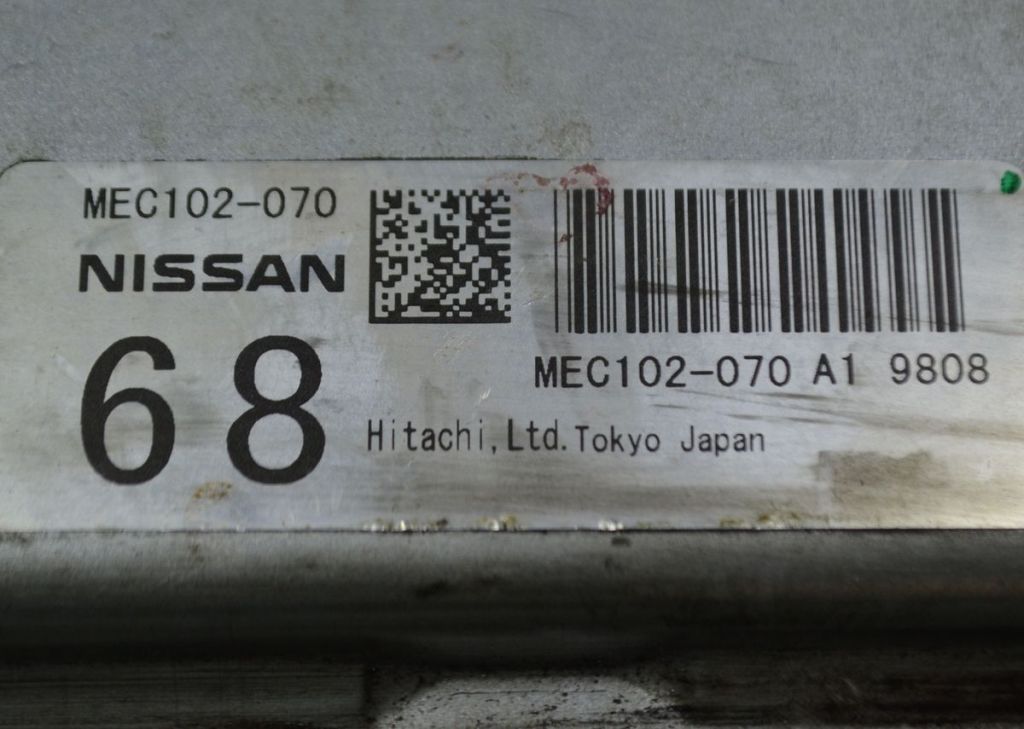 MEC102-070
NISSAN
68
MEC102-070 A1 9808
Hitachi,Ltd.Tokyo Japan